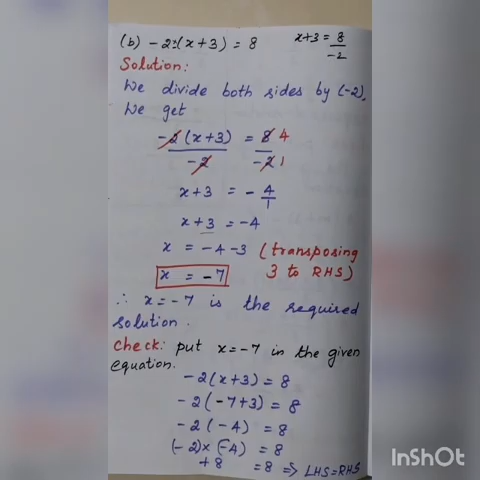 (b) -2(x+3) = 8
x+3 = 8/-2
Solution:
We divide both sides by (-2).
We get
-2(x+3)/-2 = 8/-2 4 1
x+3 = -4/1
x+3 = -4
x = -4-3 (transposing
3 to RHS)
x = -7
∴ x=-7 is the required
solution.
Check: put x=-7 in the given
equation.
-2(x+3) = 8
-2(-7+3) = 8
-2(-4) = 8
(-2)×(-4) = 8
+8 = 8 ⇒ LHS=RHS
InShOt